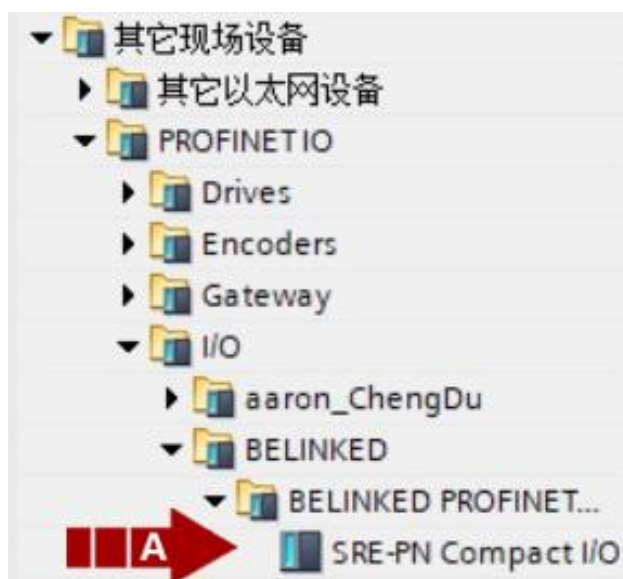 其它现场设备
其它以太网设备
PROFINET IO
Drives
Encoders
Gateway
I/O
aaron_ChengDu
BELINKED
BELINKED PROFINET...
A SRE-PN Compact I/O